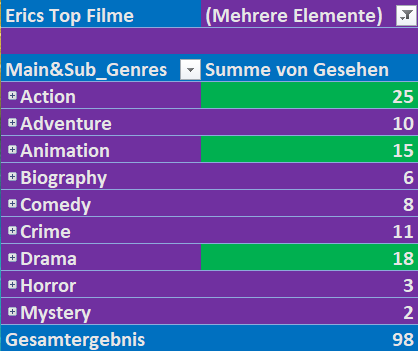 Erics Top Filme (Mehrere Elemente)
Main&Sub_Genres Summe von Gesehen
Action 25
Adventure 10
Animation 15
Biography 6
Comedy 8
Crime 11
Drama 18
Horror 3
Mystery 2
Gesamtergebnis 98